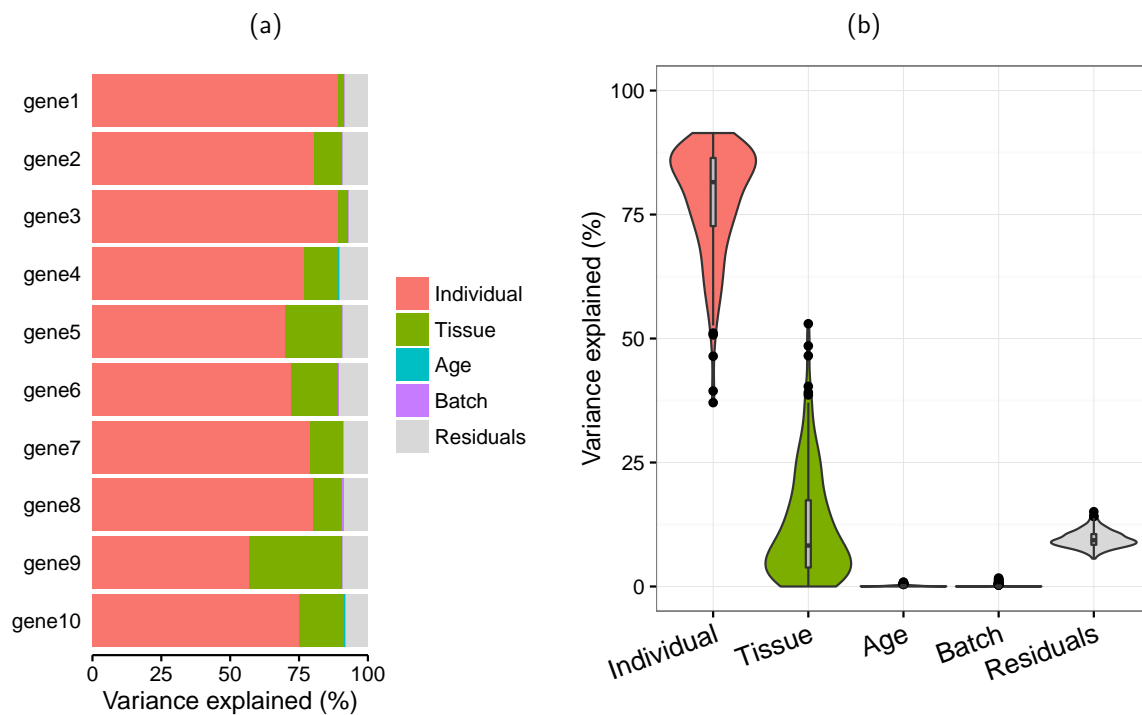 (a)
gene1
gene2
gene3
gene4
gene5
gene6
gene7
gene8
gene9
gene10
0 25 50 75 100
Variance explained (%)
Individual
Tissue
Age
Batch
Residuals
(b)
Variance explained (%)
100
75
50
25
0
Individual Tissue Age Batch Residuals